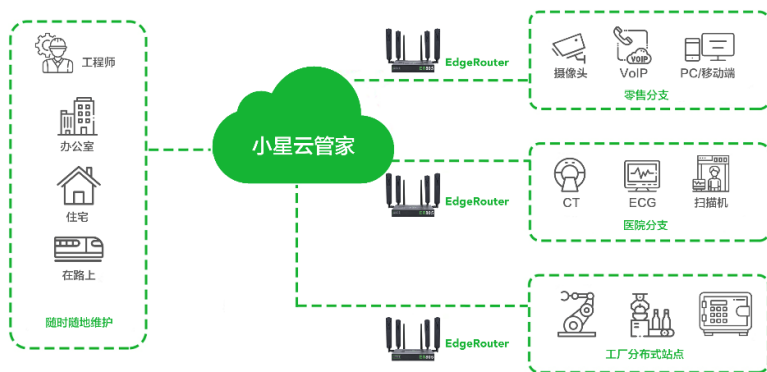 工程师
办公室
住宅
在路上
随时随地维护
小星云管家
EdgeRouter
摄像头
VoIP
VOIP
PC/移动端
零售分支
EdgeRouter
CT
ECG
扫描机
医院分支
EdgeRouter
工厂分布式站点